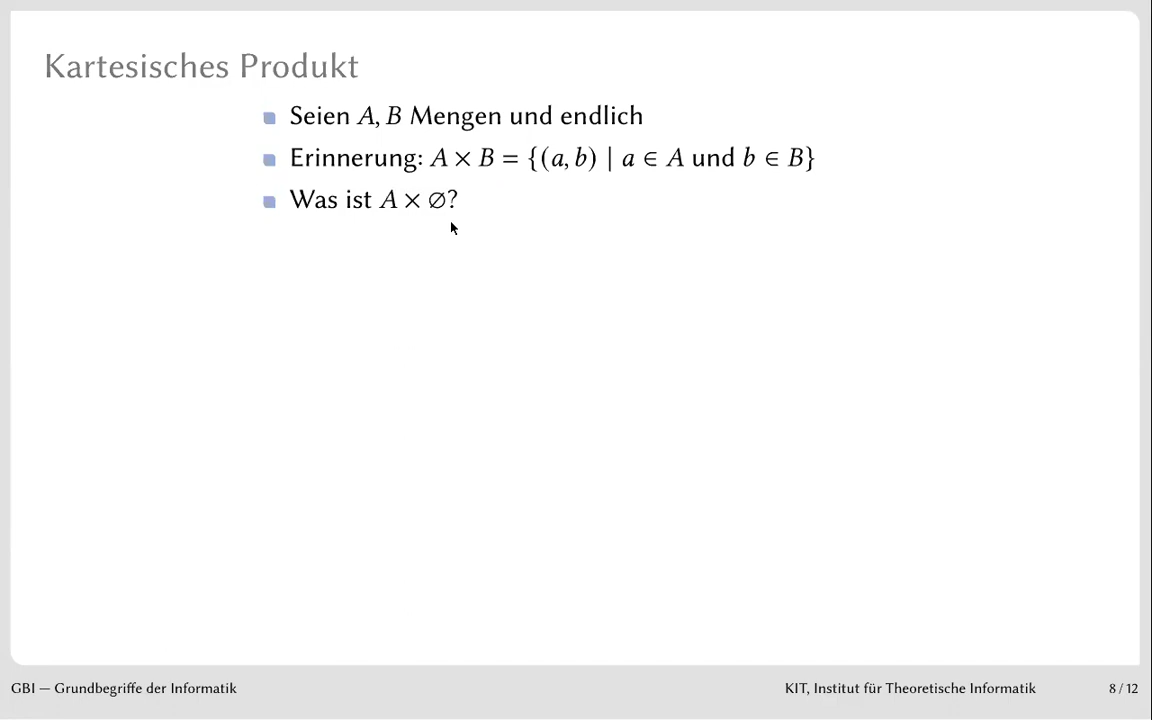 Kartesisches Produkt
Seien A, B Mengen und endlich
Erinnerung: A × B = {(a, b) | a ∈ A und b ∈ B}
Was ist A × ∅?
GBI — Grundbegriffe der Informatik
KIT, Institut für Theoretische Informatik
8 / 12